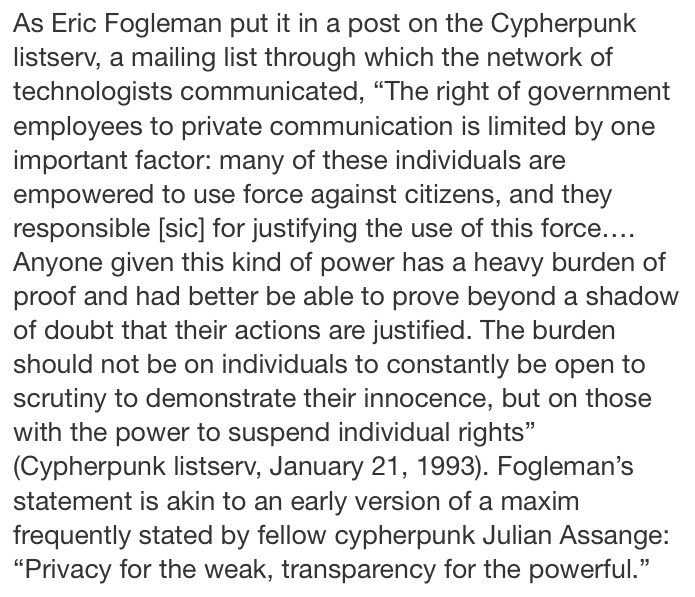 As Eric Fogleman put it in a post on the Cypherpunk
listserv, a mailing list through which the network of
technologists communicated, “The right of government
employees to private communication is limited by one
important factor: many of these individuals are
empowered to use force against citizens, and they
responsible [sic] for justifying the use of this force….
Anyone given this kind of power has a heavy burden of
proof and had better be able to prove beyond a shadow
of doubt that their actions are justified. The burden
should not be on individuals to constantly be open to
scrutiny to demonstrate their innocence, but on those
with the power to suspend individual rights”
(Cypherpunk listserv, January 21, 1993). Fogleman’s
statement is akin to an early version of a maxim
frequently stated by fellow cypherpunk Julian Assange:
“Privacy for the weak, transparency for the powerful.”